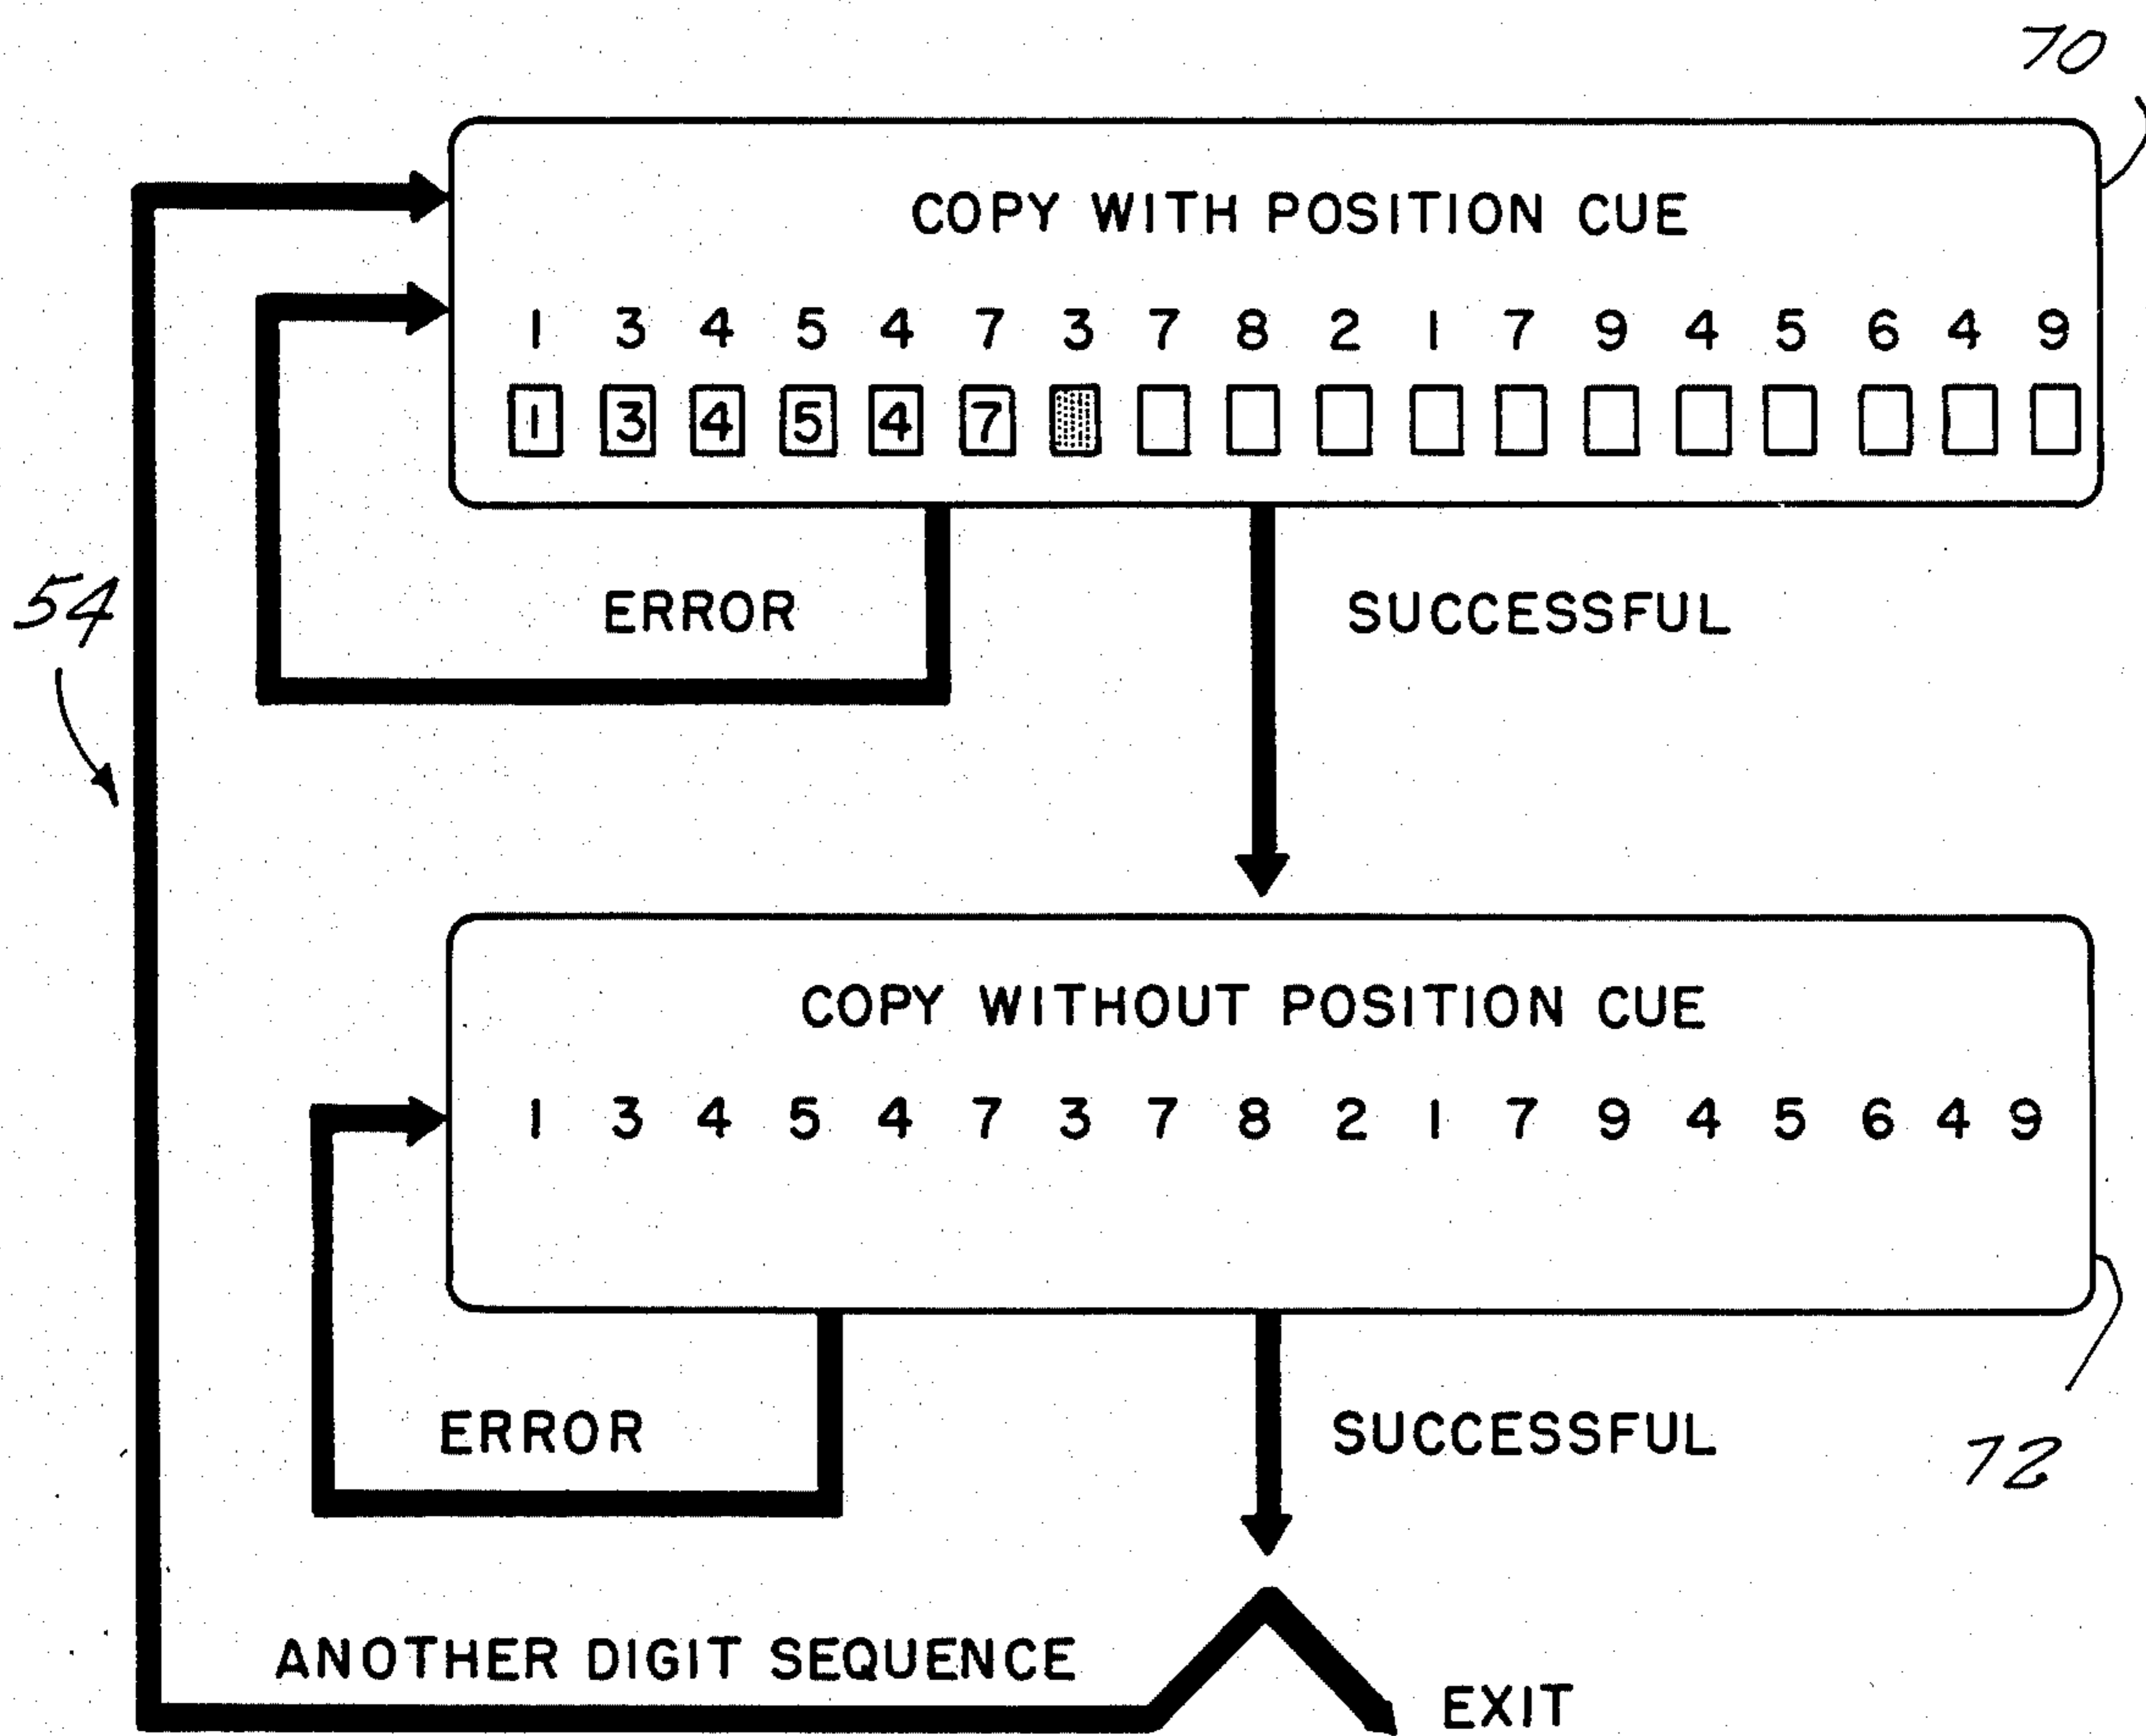 70
COPY WITH POSITION CUE
1 3 4 5 4 7 3 7 8 2 1 7 9 4 5 6 4 9
1 3 4 5 4 7
54
ERROR SUCCESSFUL
COPY WITHOUT POSITION CUE
1 3 4 5 4 7 3 7 8 2 1 7 9 4 5 6 4 9
ERROR SUCCESSFUL
72
ANOTHER DIGIT SEQUENCE
EXIT